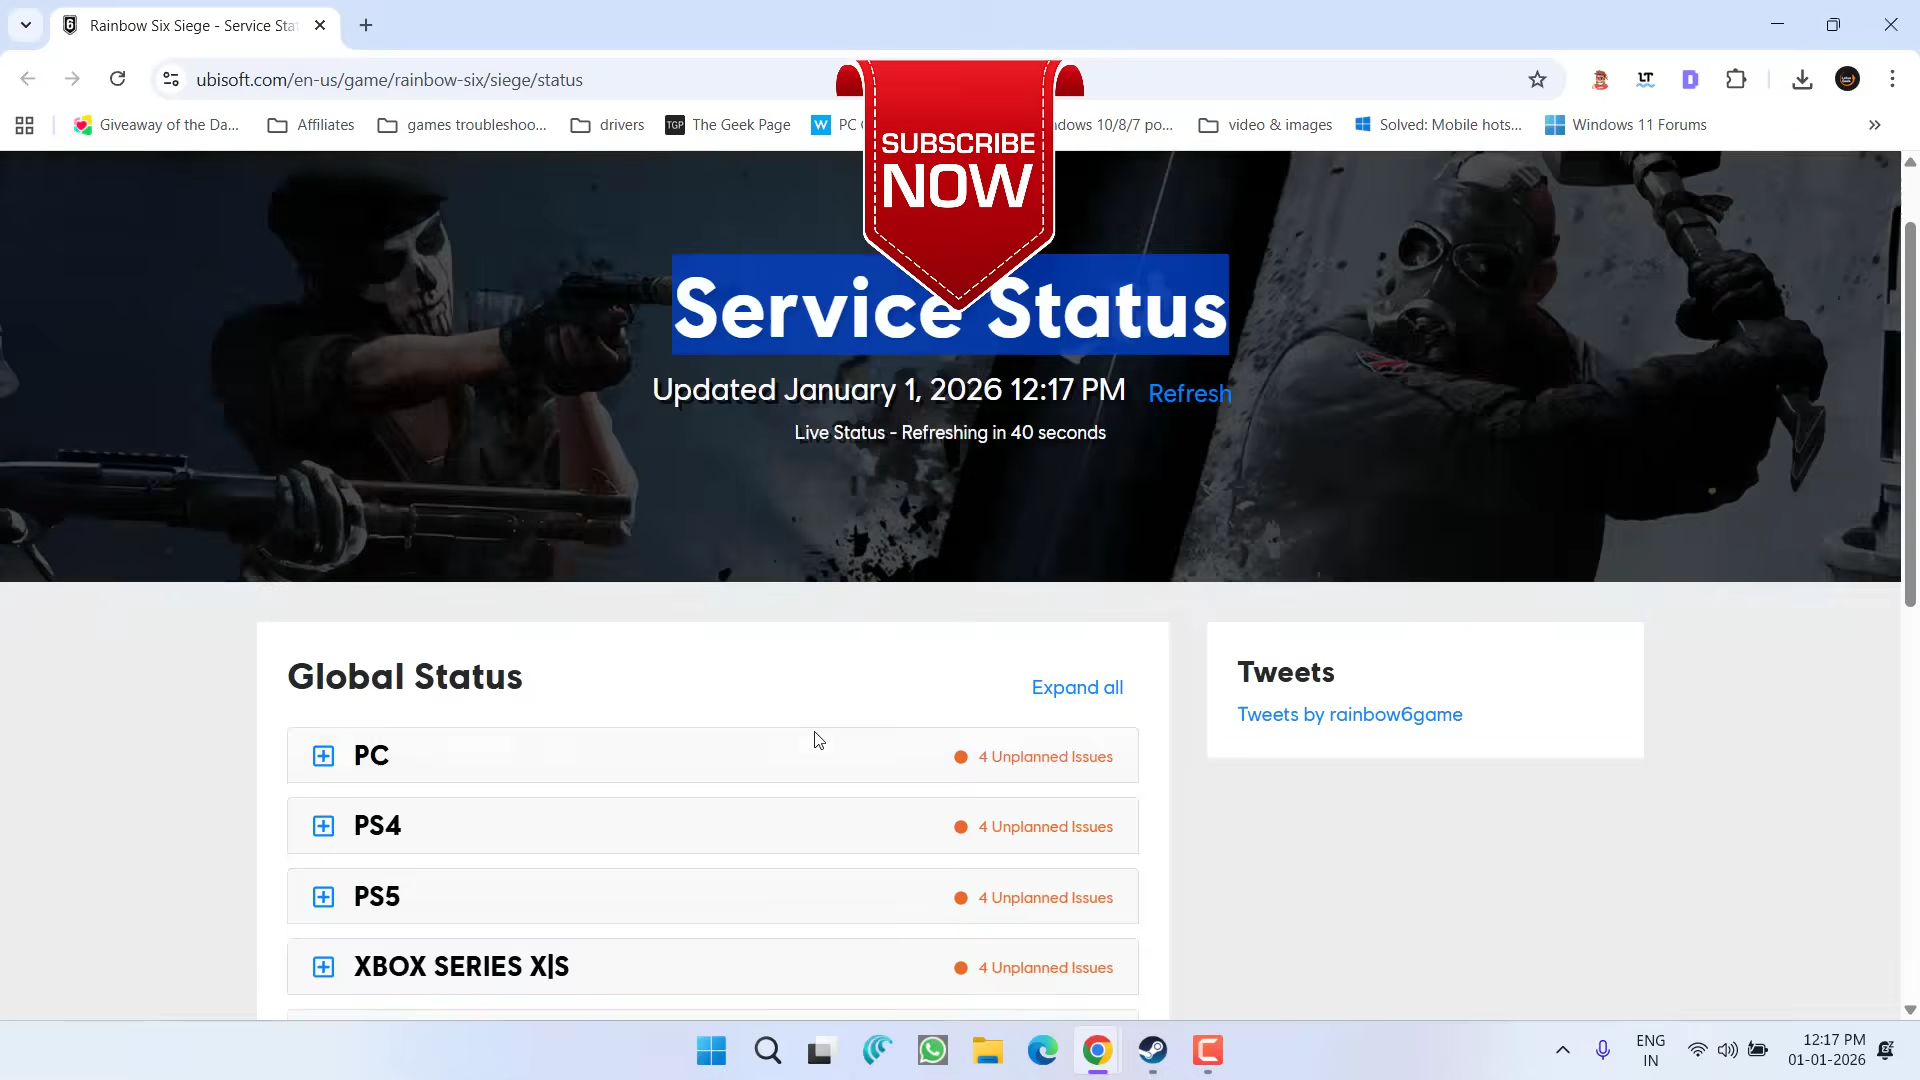 Rainbow Six Siege - Service Sta
ubisoft.com/en-us/game/rainbow-six/siege/status
LT
Giveaway of the Da...
Affiliates
games troubleshoo...
drivers
TGP
The Geek Page
W
PC
dows 10/8/7 po...
video & images
Solved: Mobile hots...
Windows 11 Forums
SUBSCRIBE
NOW
Service Status
Updated January 1, 2026 12:17 PM
Refresh
Live Status - Refreshing in 40 seconds
Global Status
Expand all
PC
4 Unplanned Issues
PS4
4 Unplanned Issues
PS5
4 Unplanned Issues
XBOX SERIES X|S
4 Unplanned Issues
Tweets
Tweets by rainbow6game
ENG
IN
12:17 PM
01-01-2026